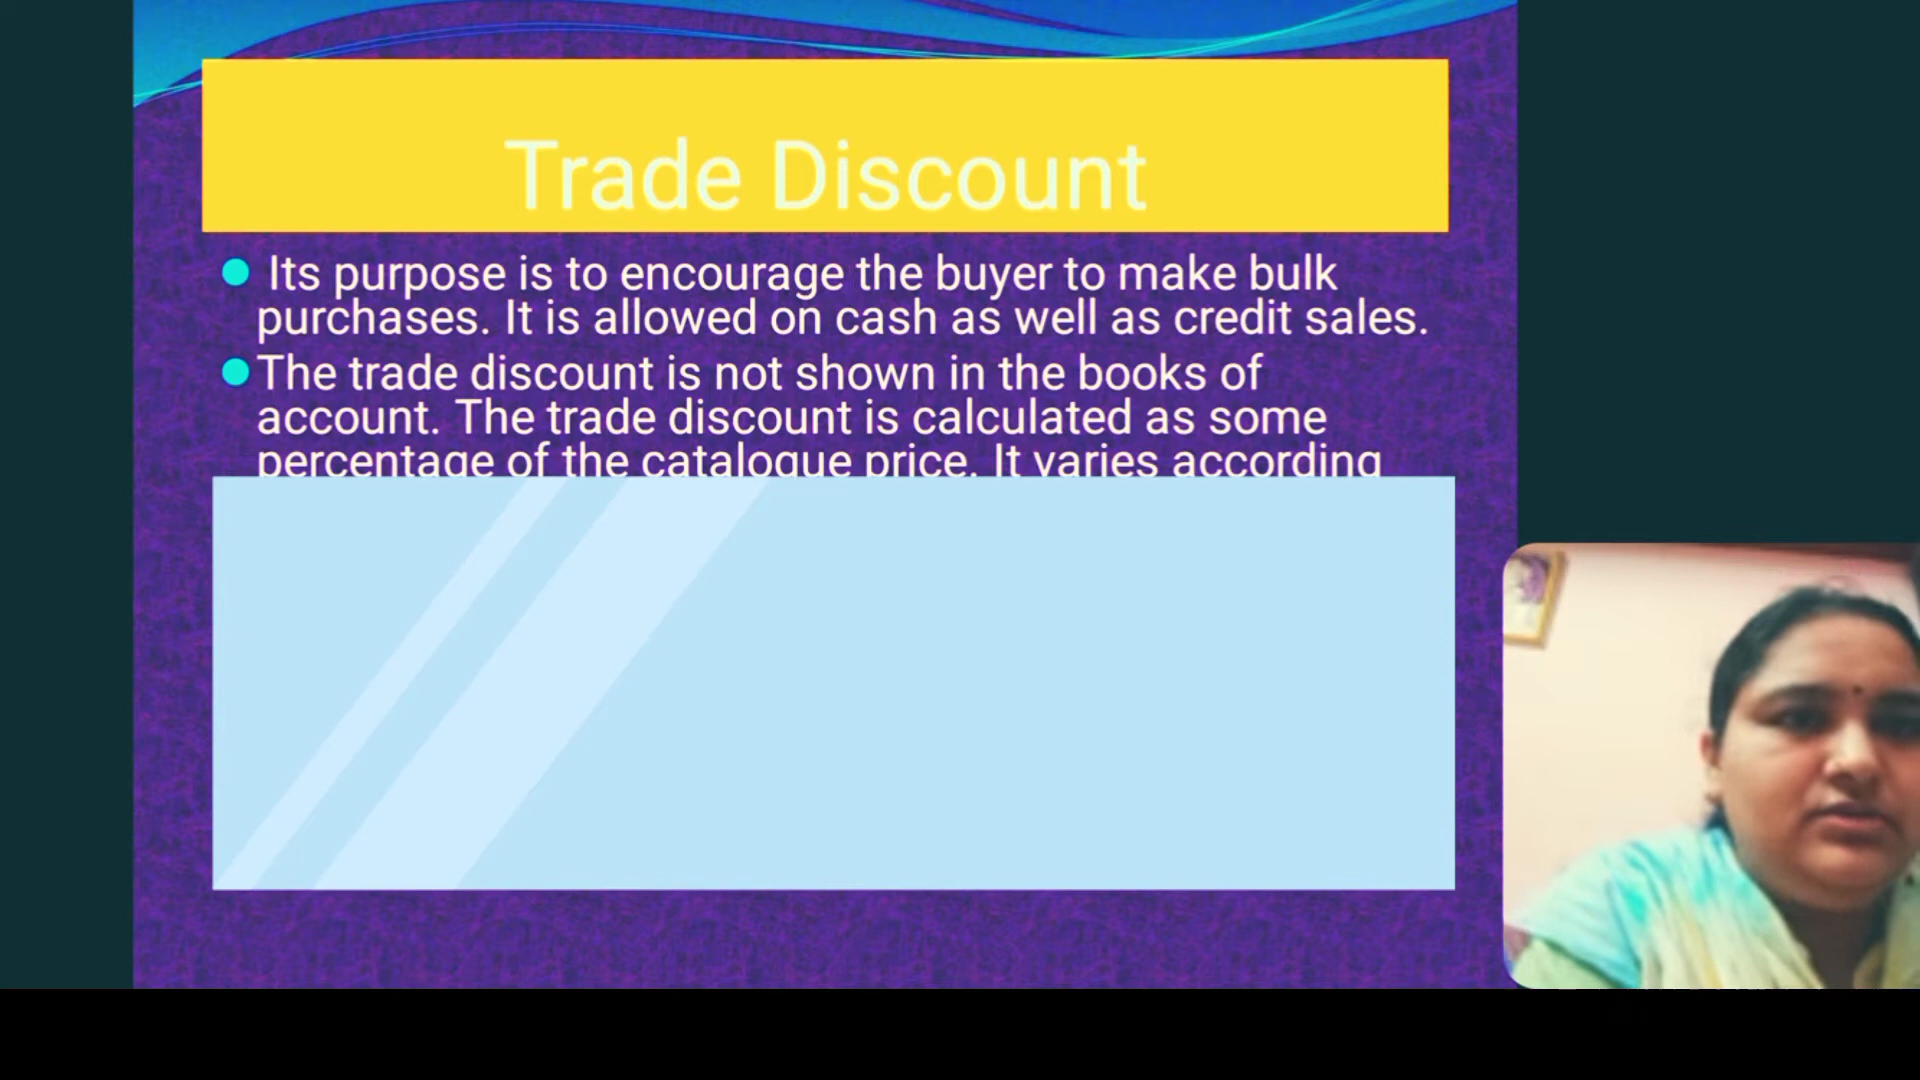 Trade Discount
Its purpose is to encourage the buyer to make bulk
purchases. It is allowed on cash as well as credit sales.
The trade discount is not shown in the books of
account. The trade discount is calculated as some
percentage of the catalogue price. It varies according